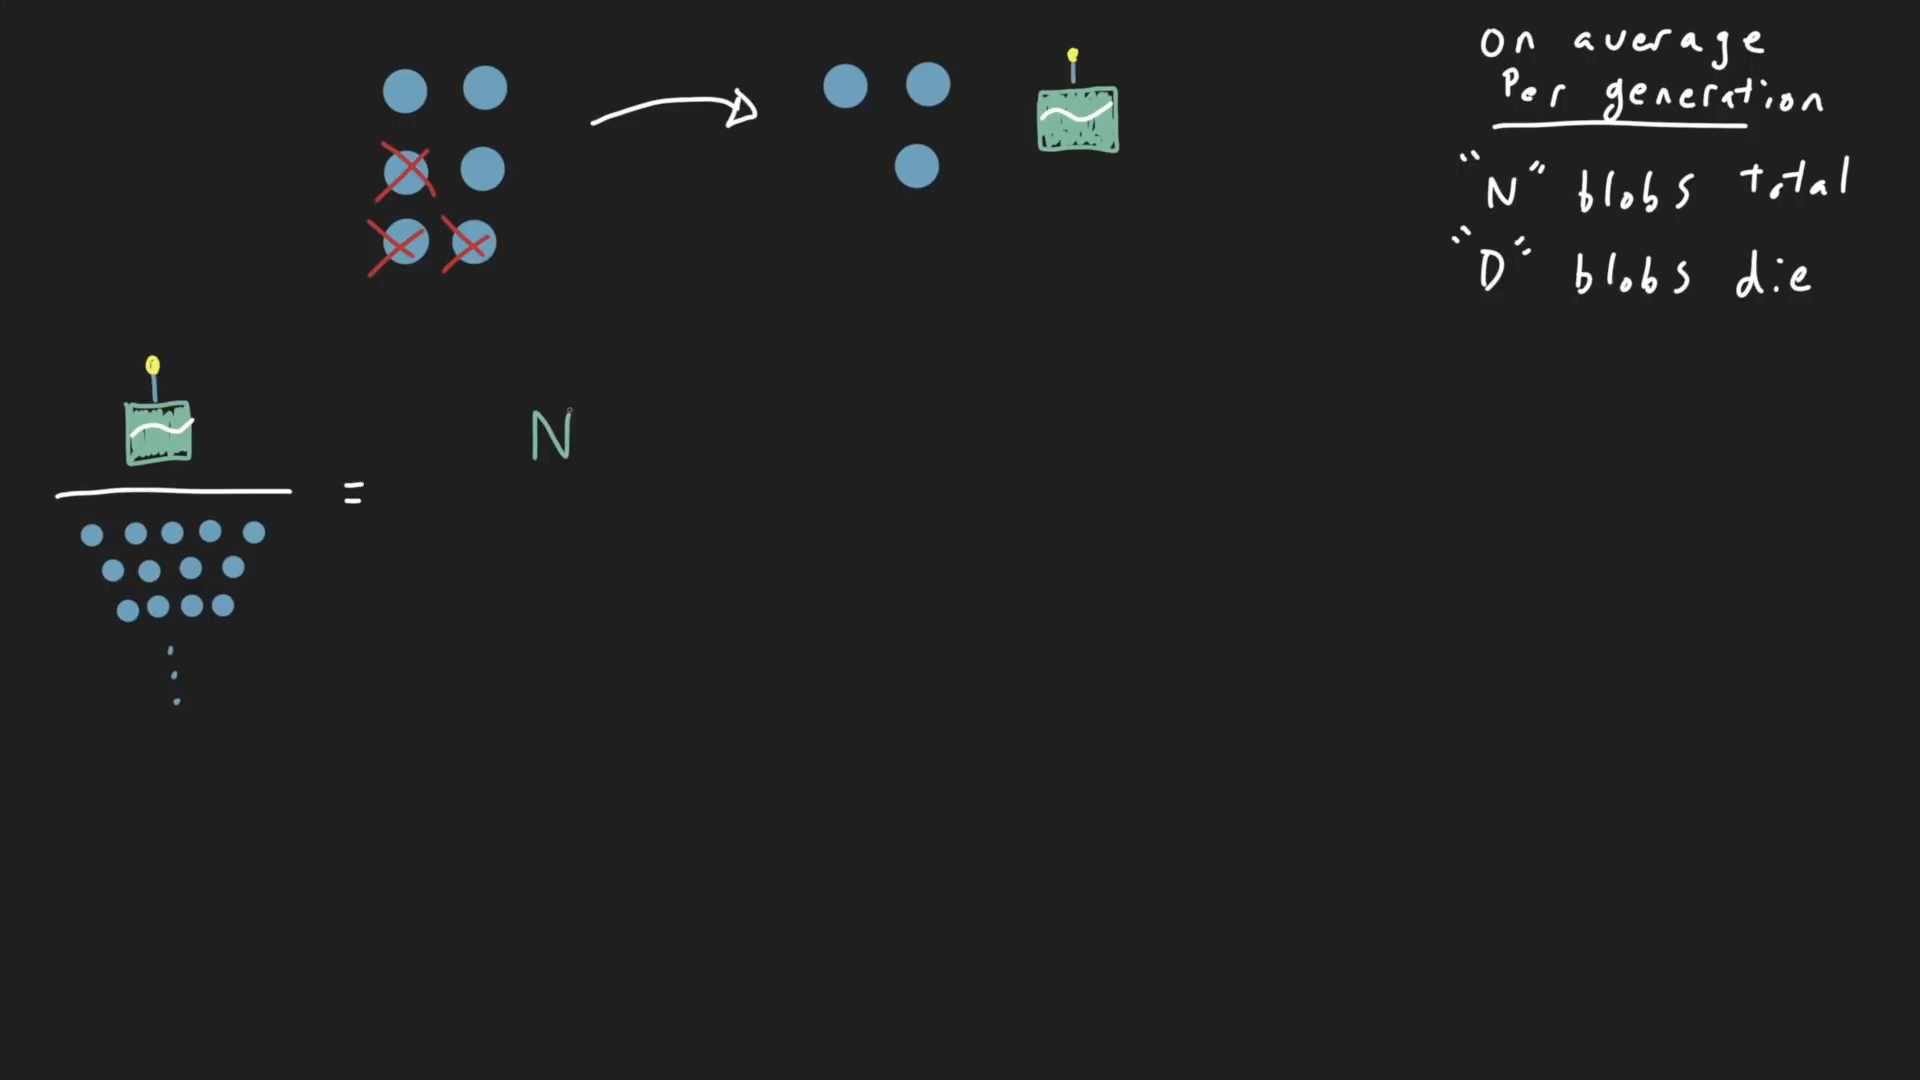 On average
Per generation
"N" blobs total
"D" blobs die
= N